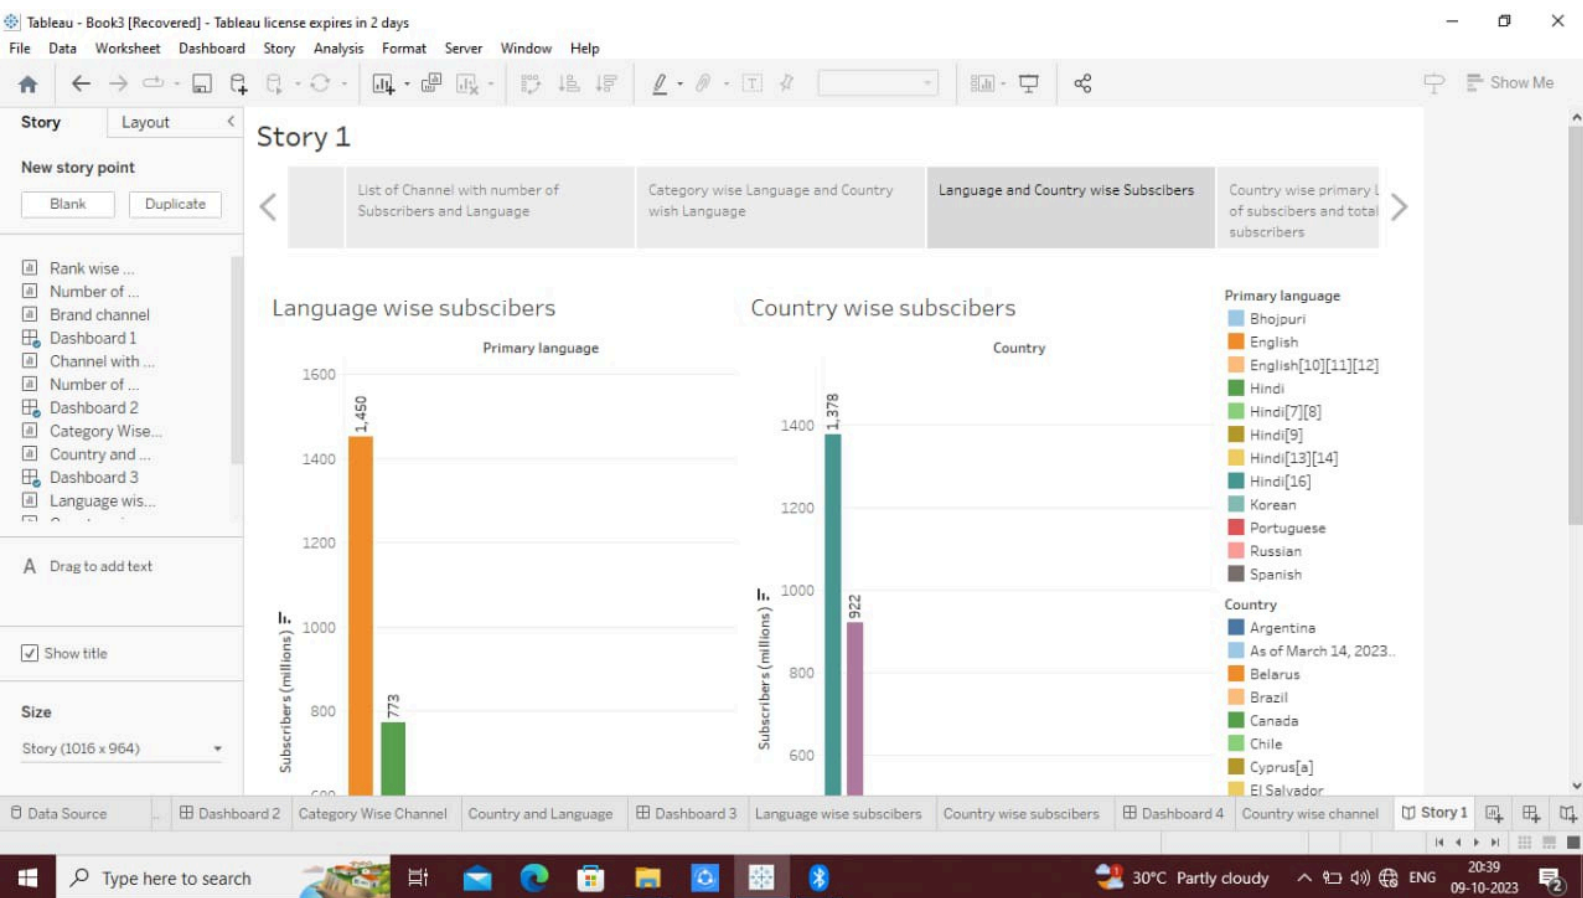 Tableau - Book3 [Recovered] - Tableau license expires in 2 days
File Data Worksheet Dashboard Story Analysis Format Server Window Help
Show Me
Story Layout
New story point
Blank Duplicate
Rank wise ...
Number of ...
Brand channel
Dashboard 1
Channel with ...
Number of ...
Dashboard 2
Category Wise...
Country and ...
Dashboard 3
Language wis...
A Drag to add text
Show title
Size
Story (1016 x 964)
Story 1
List of Channel with number of
Subscribers and Language
Category wise Language and Country
wish Language
Language and Country wise Subscibers
Country wise primary L
of subscibers and total
subscribers
Language wise subscibers
Primary language
1600
1400
1200
1000
800
600
Subscribers (millions)
1,450
773
Country wise subscibers
Country
1400
1200
1000
800
600
Subscribers (millions)
1,378
922
Primary language
Bhojpuri
English
English[10][11][12]
Hindi
Hindi[7][8]
Hindi[9]
Hindi[13][14]
Hindi[16]
Korean
Portuguese
Russian
Spanish
Country
Argentina
As of March 14, 2023..
Belarus
Brazil
Canada
Chile
Cyprus[a]
El Salvador
Data Source .. Dashboard 2 Category Wise Channel Country and Language Dashboard 3 Language wise subscibers Country wise subscibers Dashboard 4 Country wise channel Story 1
Type here to search
30°C Partly cloudy
ENG
20:39
09-10-2023
2